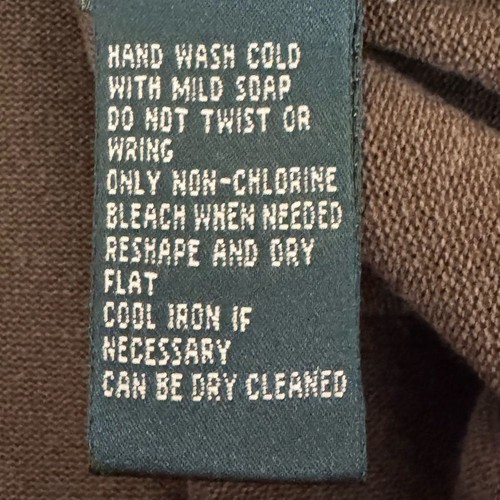 HAND WASH COLD
WITH MILD SOAP
DO NOT TWIST OR
WRING
ONLY NON-CHLORINE
BLEACH WHEN NEEDED
RESHAPE AND DRY
FLAT
COOL IRON IF
NECESSARY
CAN BE DRY CLEANED